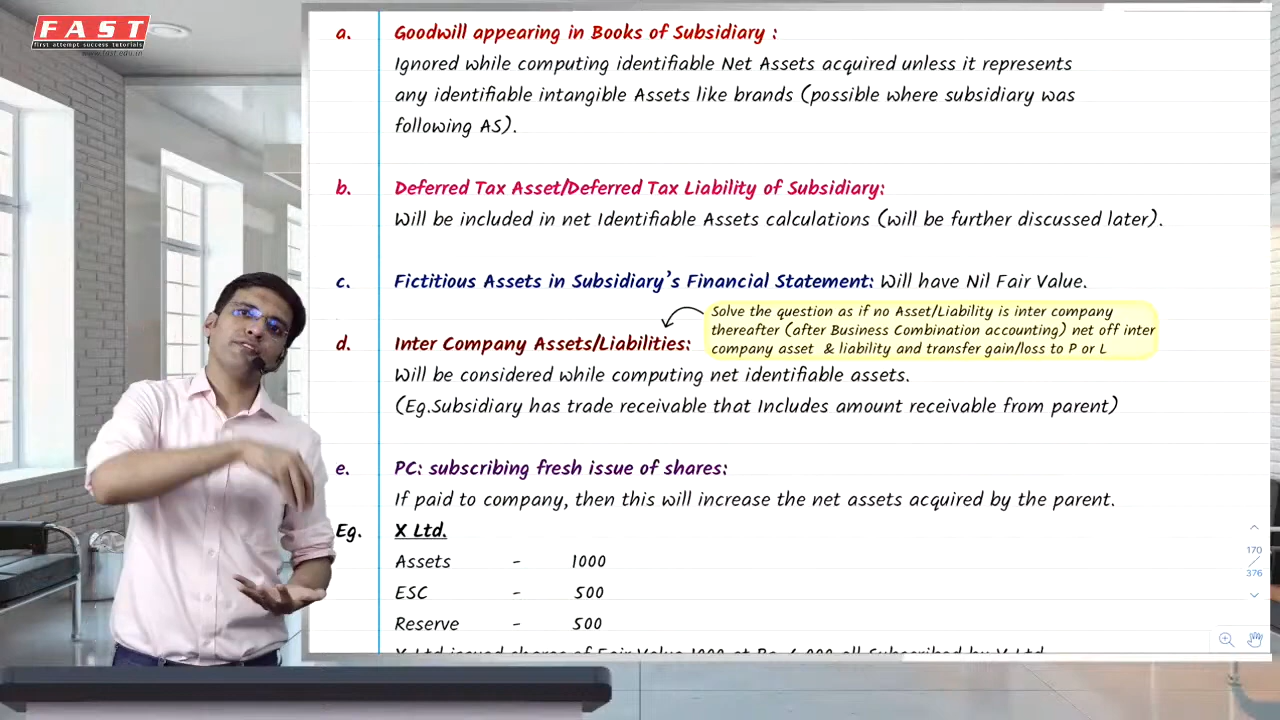 FAST
first attempt success tutorials
www.fast.edu.in
a. Goodwill appearing in Books of Subsidiary :
Ignored while computing identifiable Net Assets acquired unless it represents
any identifiable intangible Assets like brands (possible where subsidiary was
following AS).
b. Deferred Tax Asset/Deferred Tax Liability of Subsidiary:
Will be included in net Identifiable Assets calculations (will be further discussed later).
c. Fictitious Assets in Subsidiary's Financial Statement: Will have Nil Fair Value.
Solve the question as if no Asset/Liability is inter company
thereafter (after Business Combination accounting) net off inter
company asset & liability and transfer gain/loss to P or L
d. Inter Company Assets/Liabilities:
Will be considered while computing net identifiable assets.
(Eg.Subsidiary has trade receivable that Includes amount receivable from parent)
e. PC: subscribing fresh issue of shares:
If paid to company, then this will increase the net assets acquired by the parent.
Eg. X Ltd.
Assets - 1000
ESC - 500
Reserve - 500
170
376